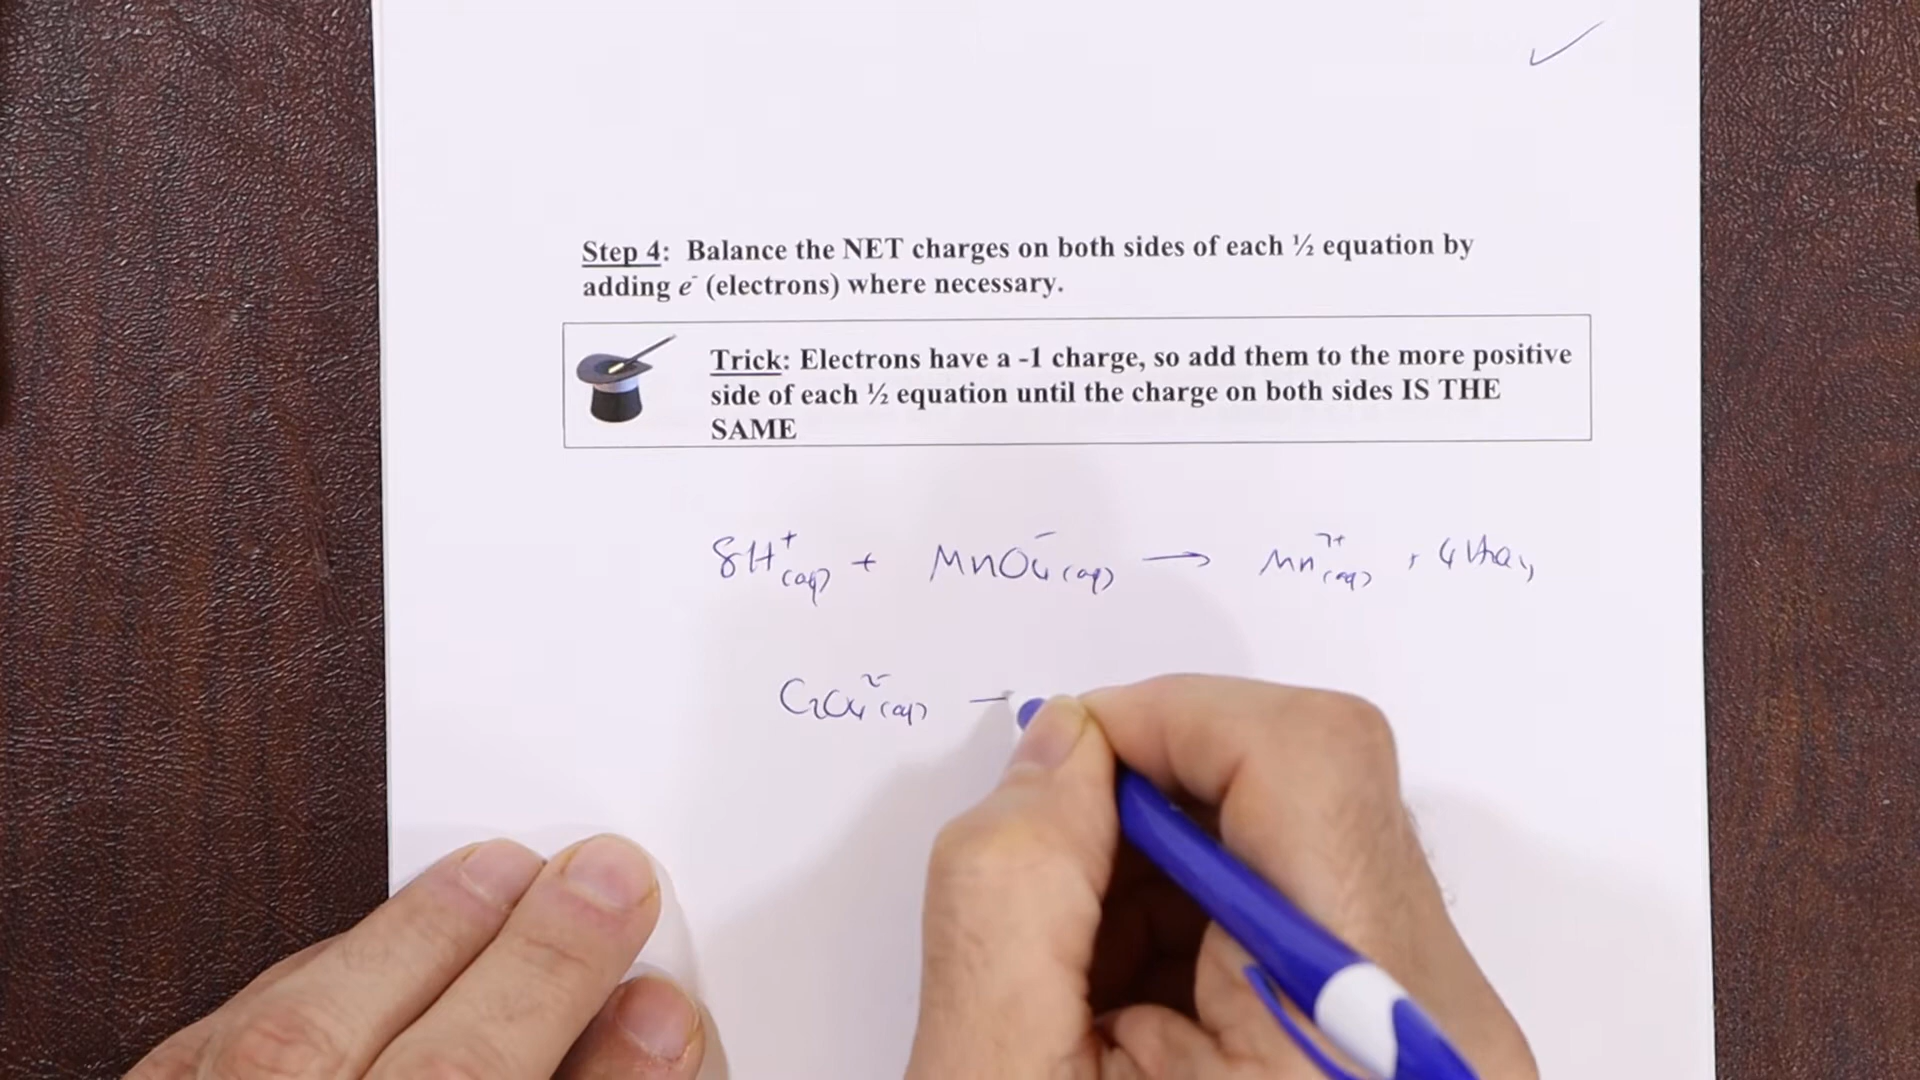 Step 4: Balance the NET charges on both sides of each ½ equation by
adding e⁻ (electrons) where necessary.
Trick: Electrons have a -1 charge, so add them to the more positive
side of each ½ equation until the charge on both sides IS THE
SAME
8H⁺(aq) + MnO₄⁻(aq) → Mn²⁺(aq) + 4H₂O(l)
C₂O₄²⁻(aq) —